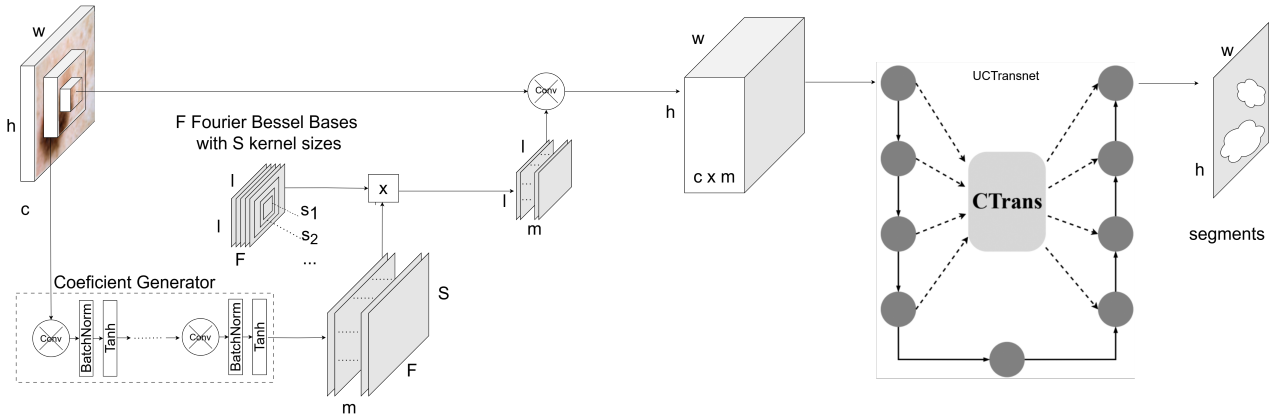 w
h
c
F Fourier Bessel Bases
with S kernel sizes
l
l
F
s1
s2
...
x
l
l
m
Conv
Coeficient Generator
Conv
BatchNorm
Tanh
Conv
BatchNorm
Tanh
S
F
m
w
h
c x m
UCTransnet
CTrans
w
h
segments